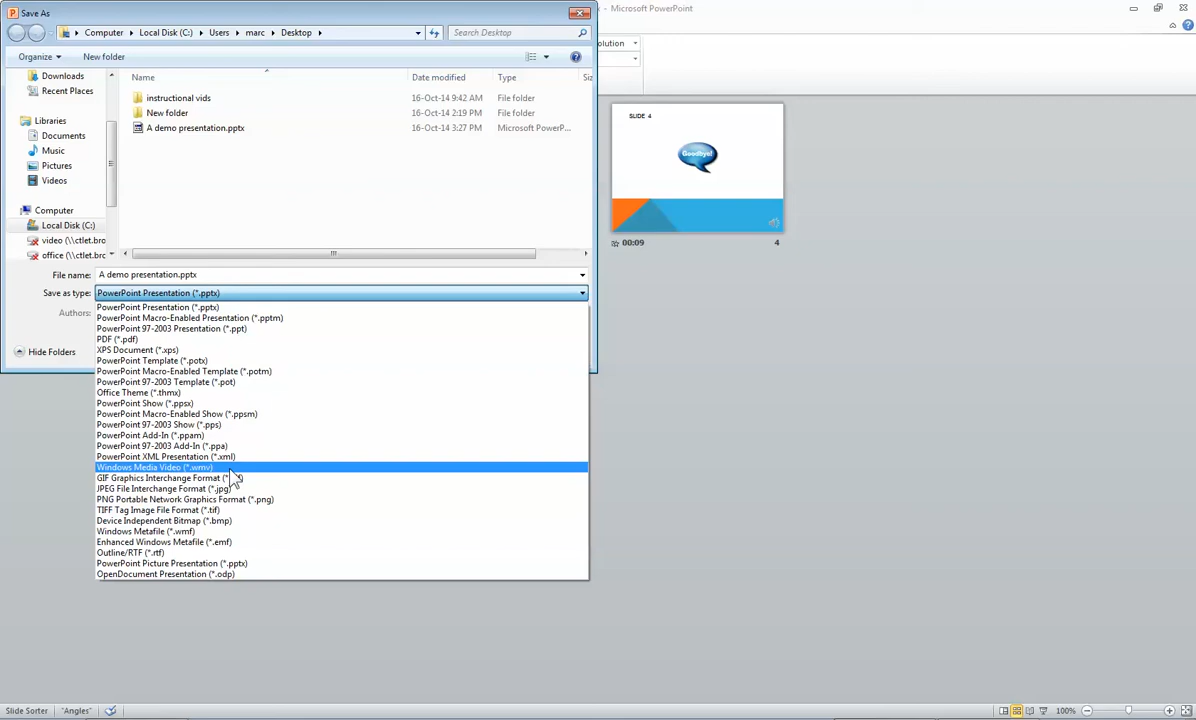 Save As
- Microsoft PowerPoint
Computer Local Disk (C:) Users marc Desktop
Search Desktop
olution
Organize New folder
Name Date modified Type Siz
Downloads
Recent Places
Libraries
Documents
Music
Pictures
Videos
Computer
Local Disk (C:)
video (\\ctlet.bro
office (\\ctlet.bro
instructional vids 16-Oct-14 9:42 AM File folder
New folder 16-Oct-14 2:19 PM File folder
A demo presentation.pptx 16-Oct-14 3:27 PM Microsoft PowerP...
SLIDE 4
Goodbye!
00:09 4
File name: A demo presentation.pptx
Save as type: PowerPoint Presentation (*.pptx)
Authors:
Hide Folders
PowerPoint Presentation (*.pptx)
PowerPoint Macro-Enabled Presentation (*.pptm)
PowerPoint 97-2003 Presentation (*.ppt)
PDF (*.pdf)
XPS Document (*.xps)
PowerPoint Template (*.potx)
PowerPoint Macro-Enabled Template (*.potm)
PowerPoint 97-2003 Template (*.pot)
Office Theme (*.thmx)
PowerPoint Show (*.ppsx)
PowerPoint Macro-Enabled Show (*.ppsm)
PowerPoint 97-2003 Show (*.pps)
PowerPoint Add-In (*.ppam)
PowerPoint 97-2003 Add-In (*.ppa)
PowerPoint XML Presentation (*.xml)
Windows Media Video (*.wmv)
GIF Graphics Interchange Format (*.
JPEG File Interchange Format (*.jpg)
PNG Portable Network Graphics Format (*.png)
TIFF Tag Image File Format (*.tif)
Device Independent Bitmap (*.bmp)
Windows Metafile (*.wmf)
Enhanced Windows Metafile (*.emf)
Outline/RTF (*.rtf)
PowerPoint Picture Presentation (*.pptx)
OpenDocument Presentation (*.odp)
Slide Sorter "Angles" 100%